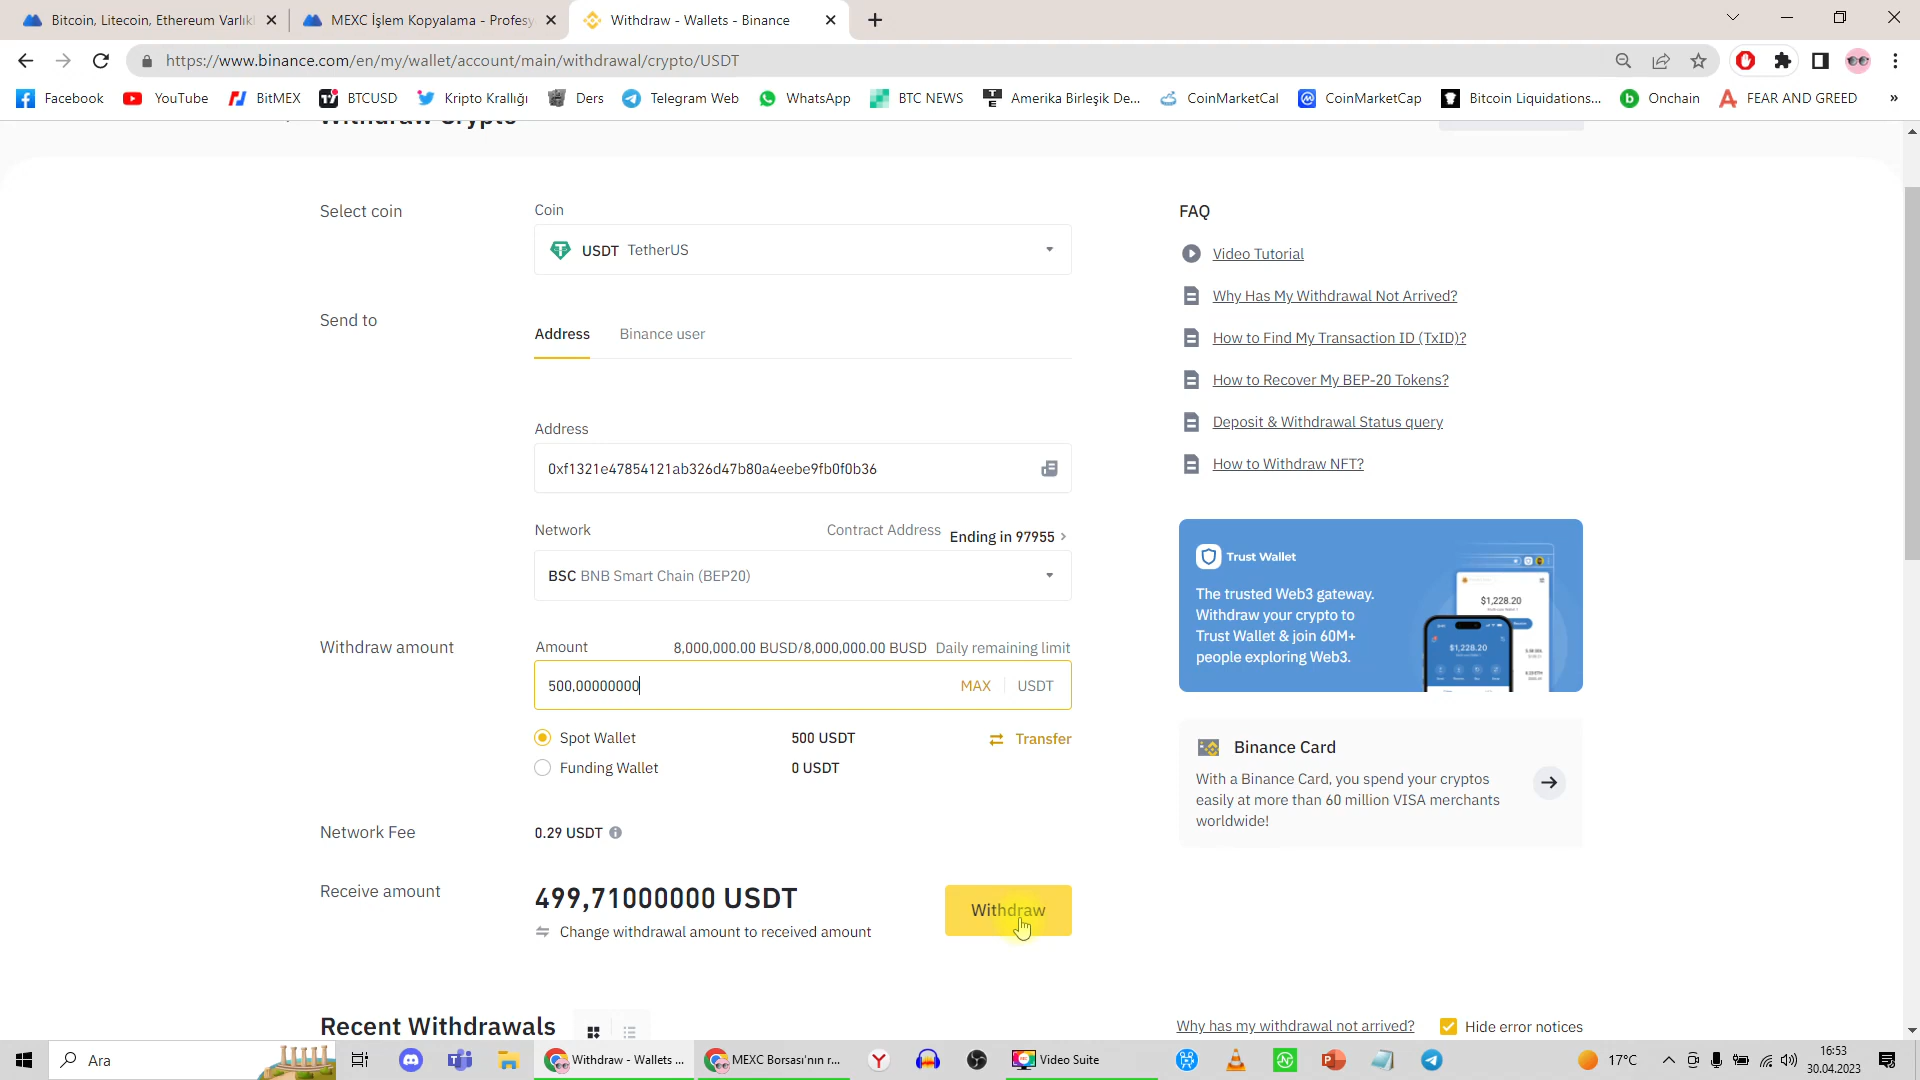 Bitcoin, Litecoin, Ethereum Varlık
MEXC İşlem Kopyalama - Profesy
Withdraw - Wallets - Binance
https://www.binance.com/en/my/wallet/account/main/withdrawal/crypto/USDT
Facebook
YouTube
BitMEX
BTCUSD
Kripto Krallığı
Ders
Telegram Web
WhatsApp
BTC NEWS
Amerika Birleşik De...
CoinMarketCal
CoinMarketCap
Bitcoin Liquidations...
Onchain
FEAR AND GREED
»
Withdraw Crypto
Select coin
Coin
USDT TetherUS
Send to
Address
Binance user
Address
0xf1321e47854121ab326d47b80a4eebe9fb0f0b36
Network
Contract Address Ending in 97955
BSC BNB Smart Chain (BEP20)
Withdraw amount
Amount
8,000,000.00 BUSD/8,000,000.00 BUSD Daily remaining limit
500,00000000
MAX
USDT
Spot Wallet
500 USDT
Transfer
Funding Wallet
0 USDT
Network Fee
0.29 USDT
Receive amount
499,71000000 USDT
Change withdrawal amount to received amount
Withdraw
FAQ
Video Tutorial
Why Has My Withdrawal Not Arrived?
How to Find My Transaction ID (TxID)?
How to Recover My BEP-20 Tokens?
Deposit & Withdrawal Status query
How to Withdraw NFT?
Trust Wallet
The trusted Web3 gateway.
Withdraw your crypto to
Trust Wallet & join 60M+
people exploring Web3.
$1,228.20
$1,228.20
Binance Card
With a Binance Card, you spend your cryptos
easily at more than 60 million VISA merchants
worldwide!
Recent Withdrawals
Why has my withdrawal not arrived?
Hide error notices
Ara
Withdraw - Wallets ...
MEXC Borsası'nın r...
Video Suite
17°C
16:53
30.04.2023